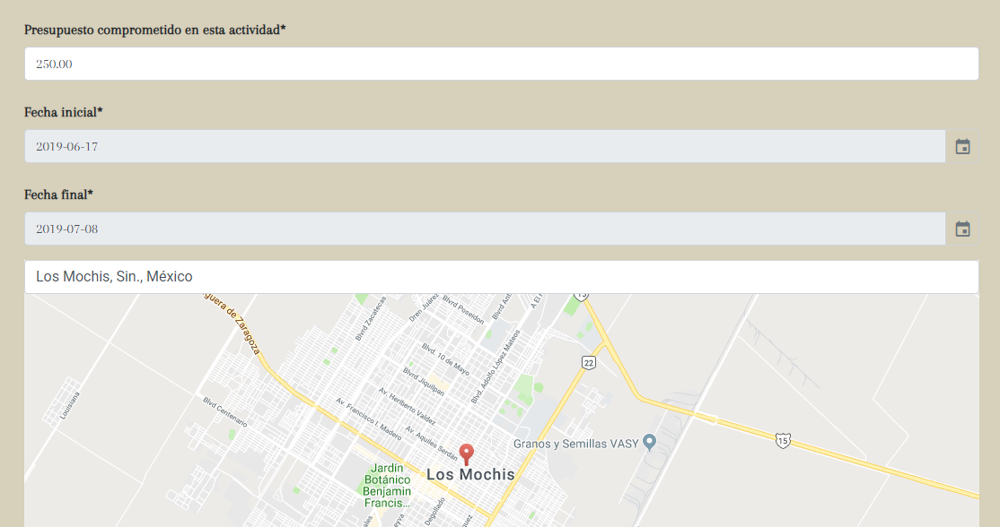 Presupuesto comprometido en esta actividad*
250.00
Fecha inicial*
2019-06-17
Fecha final*
2019-07-08
Los Mochis, Sin., México
guera de Zaragoza
Blvrd Zacatecas
Dren Juárez
Blvrd Poseidon
Blvrd Ant
A El F
15
22
Blvd. 10 de Mayo
Blvd. Adolfo López Mateos
Blvd Jiquilpan
Louisiana
Blvd Centenario
Av. Heriberto Valdez
Av. Francisco I. Madero
Av. Aquiles Serdán
Granos y Semillas VASY
15
Los Mochis
Jardín
Botánico
Benjamin
Francis...
Degollado